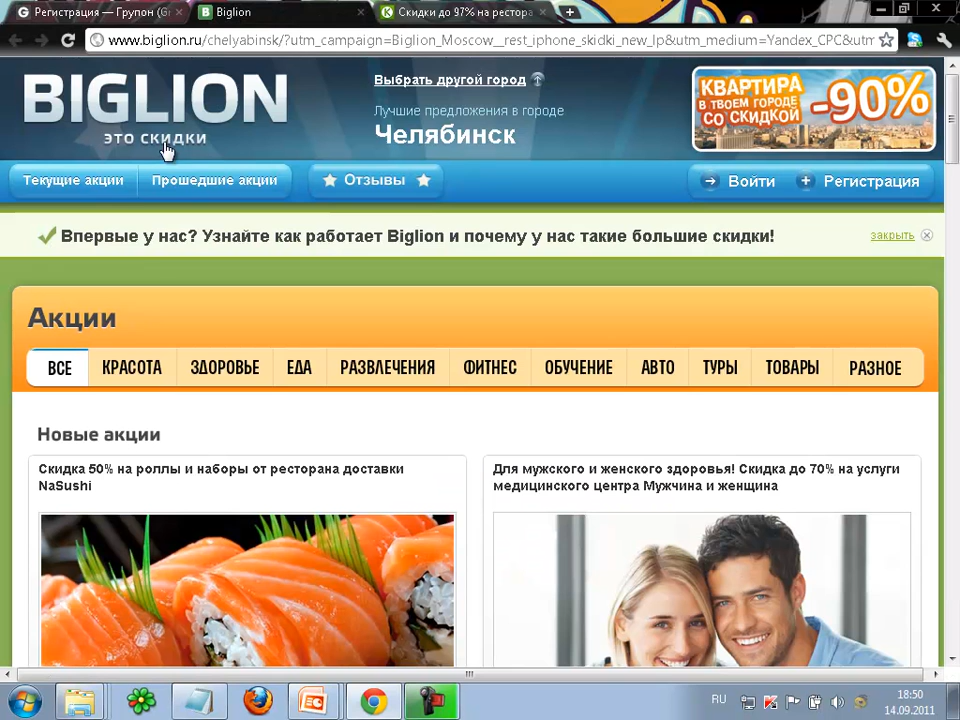 Регистрация — Групон (Gr
Biglion
Скидки до 97% на рестора
www.biglion.ru/chelyabinsk/?utm_campaign=Biglion_Moscow__rest_iphone_skidki_new_lp&utm_medium=Yandex_CPC&utm
BIGLION
ЭТО СКИДКИ
Выбрать другой город
Лучшие предложения в городе
Челябинск
КВАРТИРА
В ТВОЕМ ГОРОДЕ
СО СКИДКОЙ
-90%
Текущие акции
Прошедшие акции
Отзывы
Войти
Регистрация
Впервые у нас? Узнайте как работает Biglion и почему у нас такие большие скидки!
закрыть
Акции
ВСЕ
КРАСОТА
ЗДОРОВЬЕ
ЕДА
РАЗВЛЕЧЕНИЯ
ФИТНЕС
ОБУЧЕНИЕ
АВТО
ТУРЫ
ТОВАРЫ
РАЗНОЕ
Новые акции
Скидка 50% на роллы и наборы от ресторана доставки
NaSushi
Для мужского и женского здоровья! Скидка до 70% на услуги
медицинского центра Мужчина и женщина
RU
18:50
14.09.2011